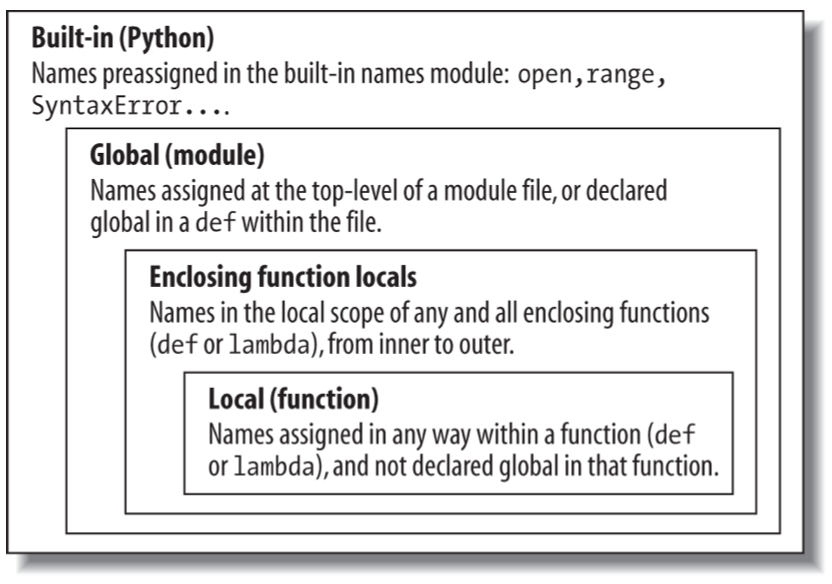 Built-in (Python)
Names preassigned in the built-in names module: open,range,
SyntaxError....
Global (module)
Names assigned at the top-level of a module file, or declared
global in a def within the file.
Enclosing function locals
Names in the local scope of any and all enclosing functions
(def or lambda), from inner to outer.
Local (function)
Names assigned in any way within a function (def
or lambda), and not declared global in that function.